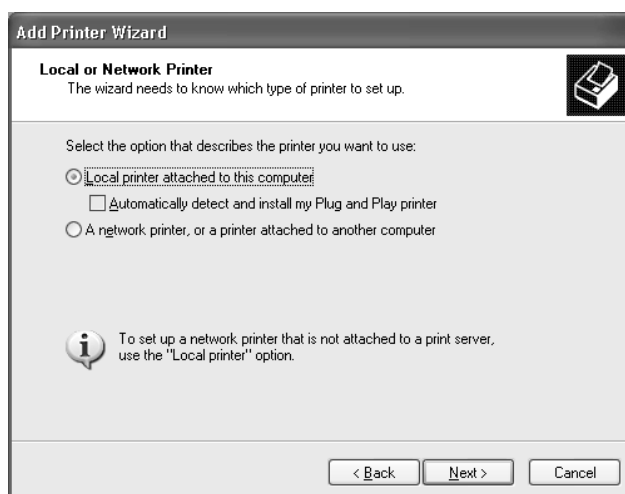 Add Printer Wizard
Local or Network Printer
The wizard needs to know which type of printer to set up.
Select the option that describes the printer you want to use:
Local printer attached to this computer
Automatically detect and install my Plug and Play printer
A network printer, or a printer attached to another computer
To set up a network printer that is not attached to a print server,
use the "Local printer" option.
< Back Next > Cancel